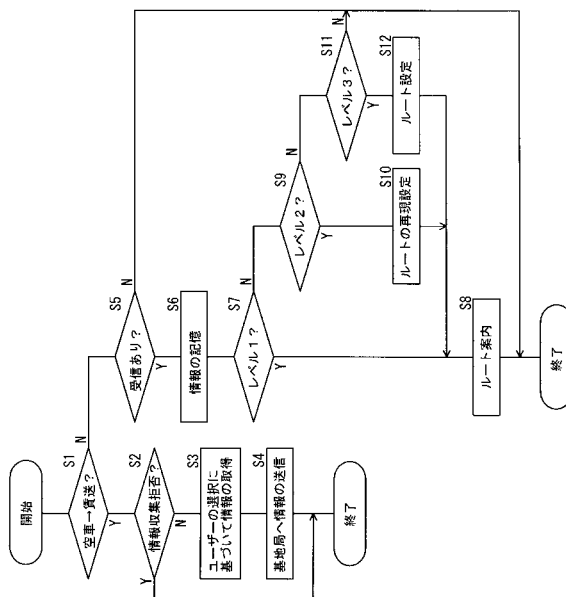 開始
S1
空車→賃送？
Y
N
S2
情報収集拒否？
Y
N
S3
ユーザーの選択に
基づいて情報の取得
S4
基地局へ情報の送信
終了
S5
受信あり？
Y
N
S6
情報の記憶
S7
レベル１？
Y
N
S8
ルート案内
終了
S9
レベル２？
Y
N
S10
ルートの再現設定
S11
レベル３？
Y
N
S12
ルート設定